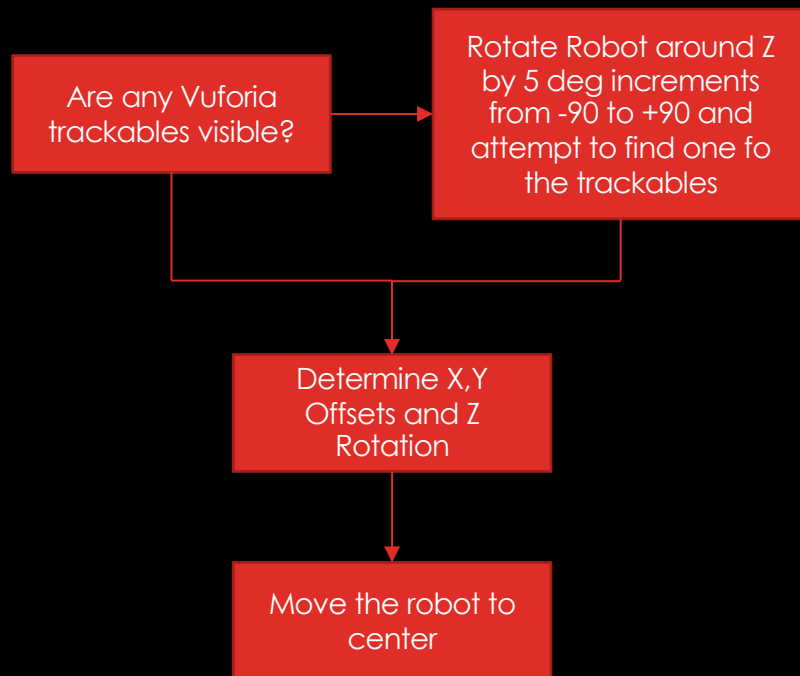 Are any Vuforia
trackables visible?
Rotate Robot around Z
by 5 deg increments
from -90 to +90 and
attempt to find one fo
the trackables
Determine X,Y
Offsets and Z
Rotation
Move the robot to
center